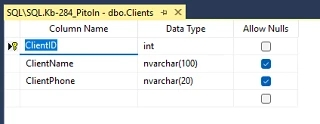 SQL\SQL.Kb-284_Pitoln - dbo.Clients
Column Name Data Type Allow Nulls
ClientID int
ClientName nvarchar(100)
ClientPhone nvarchar(20)